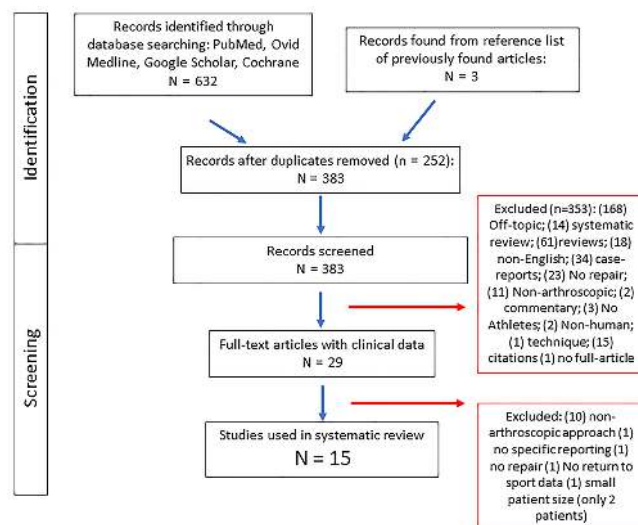 Identification
Records identified through
database searching: PubMed, Ovid
Medline, Google Scholar, Cochrane
N = 632
Records found from reference list
of previously found articles:
N = 3
Records after duplicates removed (n = 252):
N = 383
Screening
Records screened
N = 383
Excluded (n=353): (168)
Off-topic; (14) systematic
review; (61)reviews; (18)
non-English; (34) case-
reports; (23) No repair;
(11) Non-arthroscopic; (2)
commentary; (3) No
Athletes; (2) Non-human;
(1) technique; (15)
citations (1) no full-article
Full-text articles with clinical data
N = 29
Studies used in systematic review
N = 15
Excluded: (10) non-
arthroscopic approach (1)
no specific reporting (1)
no repair (1) No return to
sport data (1) small
patient size (only 2
patients)